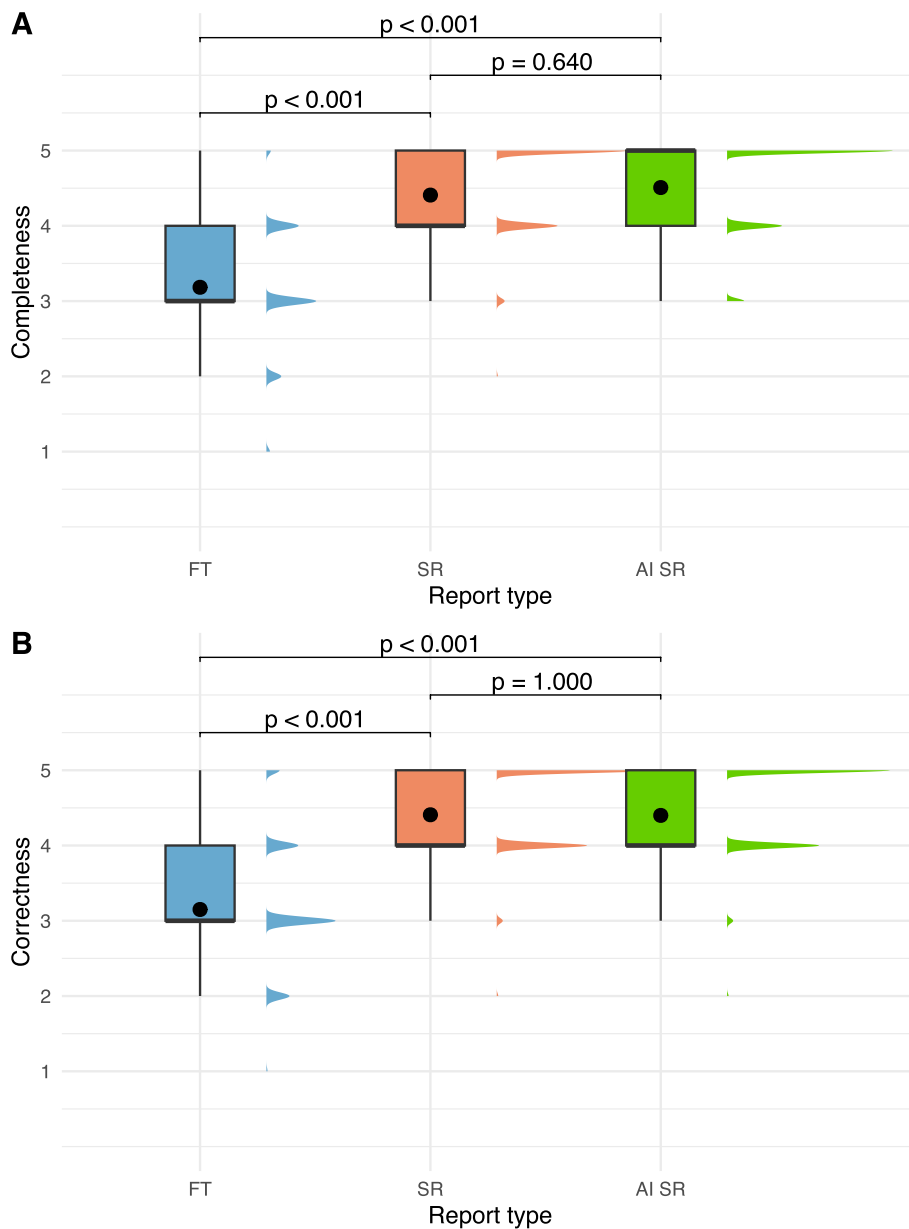 A
p < 0.001
p = 0.640
p < 0.001
5
4
3
2
1
Completeness
FT
SR
AI SR
Report type
B
p < 0.001
p = 1.000
p < 0.001
5
4
3
2
1
Correctness
FT
SR
AI SR
Report type